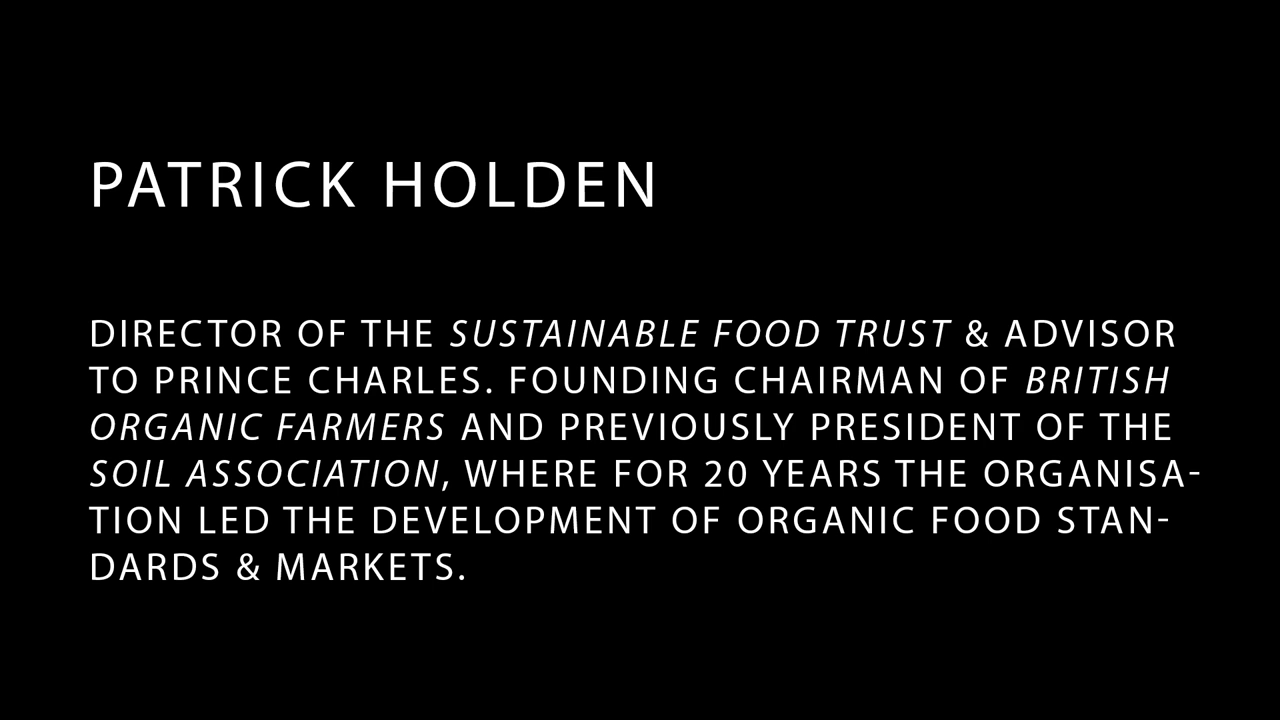 PATRICK HOLDEN
DIRECTOR OF THE SUSTAINABLE FOOD TRUST & ADVISOR
TO PRINCE CHARLES. FOUNDING CHAIRMAN OF BRITISH
ORGANIC FARMERS AND PREVIOUSLY PRESIDENT OF THE
SOIL ASSOCIATION, WHERE FOR 20 YEARS THE ORGANISA-
TION LED THE DEVELOPMENT OF ORGANIC FOOD STAN-
DARDS & MARKETS.